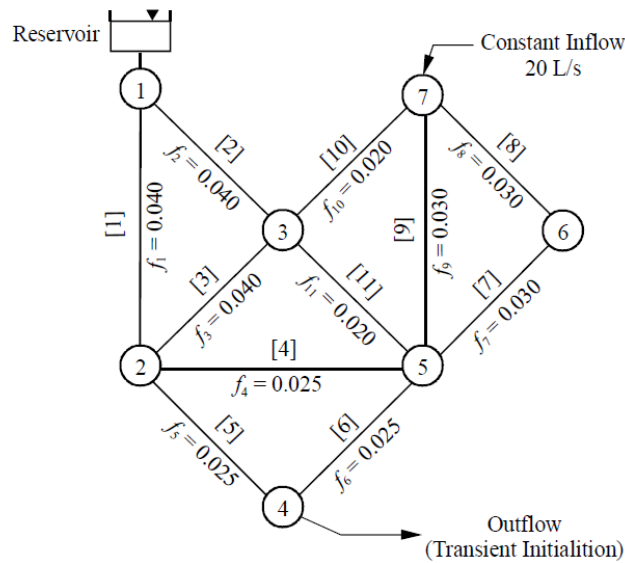 Reservoir
Constant Inflow
20 L/s
1
7
[2]
f₂ = 0.040
[10]
f₁₀ = 0.020
[8]
f₈ = 0.030
[1]
f₁ = 0.040
3
[9]
f₉ = 0.030
6
[3]
f₃ = 0.040
[11]
f₁₁ = 0.020
[7]
f₇ = 0.030
2
[4]
f₄ = 0.025
5
[5]
f₅ = 0.025
[6]
f₆ = 0.025
4
Outflow
(Transient Initialition)